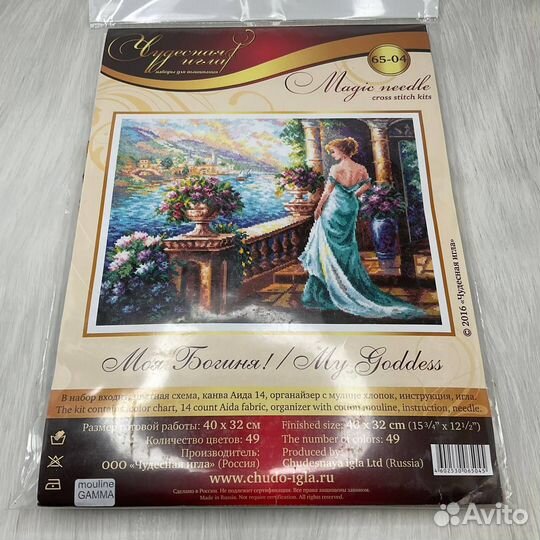 Чудесная игла
наборы для вышивания
65-04
Magic needle
cross stitch kits
© 2016 «Чудесная игла»
Моя Богиня! / My Goddess
В набор входит: цветная схема, канва Аида 14, органайзер с мулине хлопок, инструкция, игла.
The kit contains: color chart, 14 count Aida fabric, organizer with cotton mouline, instruction, needle.
Размер готовой работы: 40 х 32 см
Finished size: 40 x 32 cm (15 3/4" x 12 1/2")
Количество цветов: 49
The number of colors: 49
Производитель:
Produced by:
ООО «Чудесная игла» (Россия)
Chudesnaya igla Ltd (Russia)
www.chudo-igla.ru
4602530065045
Сделано в России. Не подлежит сертификации. Все права защищены законом.
Made in Russia. Not require certification. All rights reserved.
mouline
GAMMA
Avito